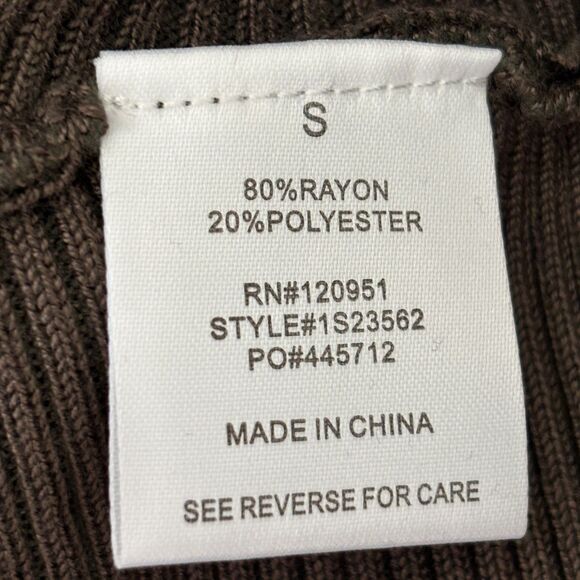 S
80%RAYON
20%POLYESTER
RN#120951
STYLE#1S23562
PO#445712
MADE IN CHINA
SEE REVERSE FOR CARE